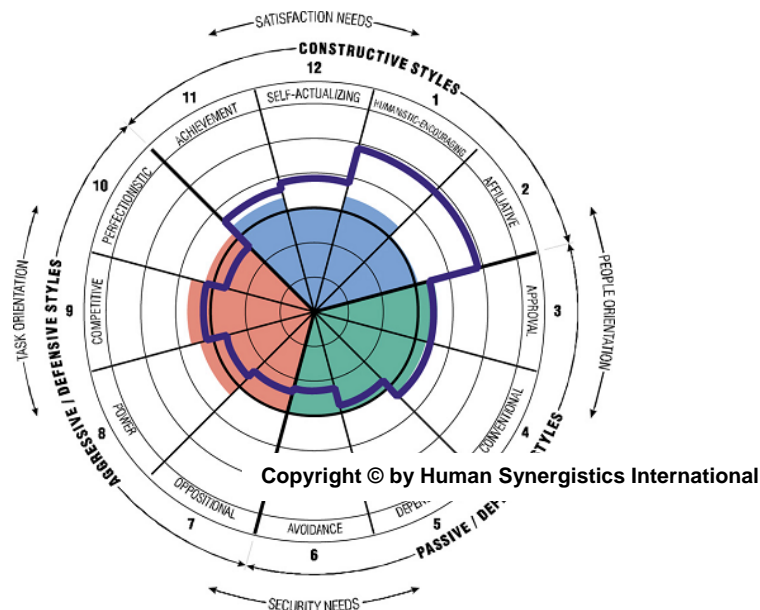 SATISFACTION NEEDS
CONSTRUCTIVE STYLES
12
SELF-ACTUALIZING
1
HUMANISTIC-ENCOURAGING
2
AFFILIATIVE
PEOPLE ORIENTATION
3
APPROVAL
4
CONVENTIONAL
STYLES
5
6
AVOIDANCE
SECURITY NEEDS
7
OPPOSITIONAL
8
POWER
AGGRESSIVE / DEFENSIVE STYLES
TASK ORIENTATION
9
COMPETITIVE
10
PERFECTIONISTIC
11
ACHIEVEMENT
PASSIVE /
Copyright © by Human Synergistics International